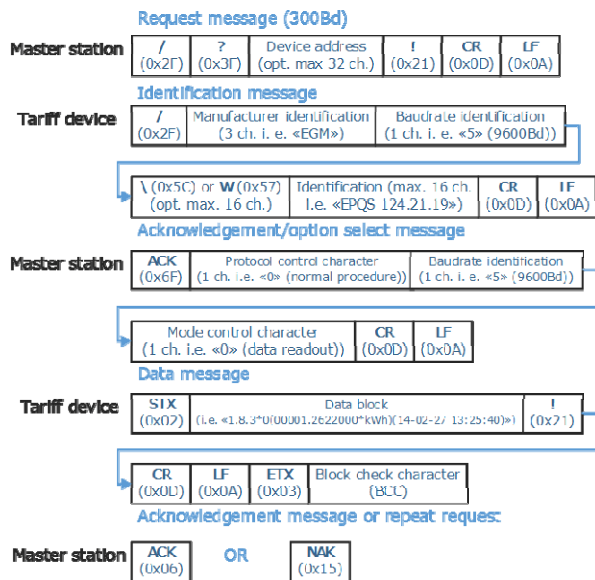 Request message (300Bd)
Master station
/ ? Device address ! CR LF
(0x2F) (0x3F) (opt. max 32 ch.) (0x21) (0x0D) (0x0A)
Identification message
Tariff device
/ Manufacturer identification Baudrate identification
(0x2F) (3 ch. i. e. «EGM») (1 ch. i. e. «5» (9600Bd))
\ (0x5C) or W (0x57) Identification (max. 16 ch. CR LF
(opt. max. 16 ch.) i.e. «EPQS 124.21.19») (0x0D) (0x0A)
Acknowledgement/option select message
Master station
ACK Protocol control character Baudrate identification
(0x6F) (1 ch. i.e. «0» (normal procedure)) (1 ch. i. e. «5» (9600Bd))
Mode control character CR LF
(1 ch. i.e. «0» (data readout)) (0x0D) (0x0A)
Data message
Tariff device
STX Data block !
(0x02) (i.e. «1.8.3*0(00001.2622000*kWh)(14-02-27 13:25:40)») (0x21)
CR LF ETX Block check character
(0x0D) (0x0A) (0x03) (BCC)
Acknowledgement message or repeat request
Master station
ACK OR NAK
(0x06) (0x15)